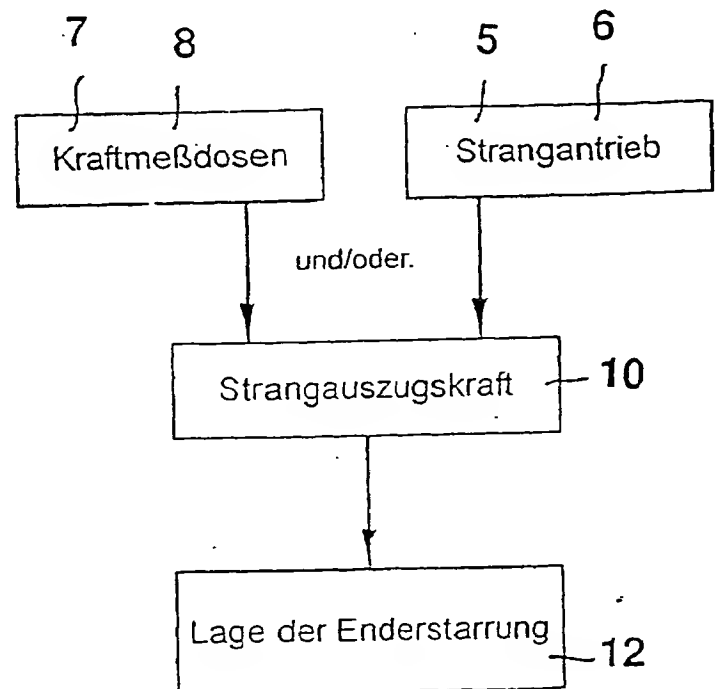 7 8 5 6
Kraftmeßdosen Strangantrieb
und/oder.
Strangauszugskraft 10
Lage der Enderstarrung
12